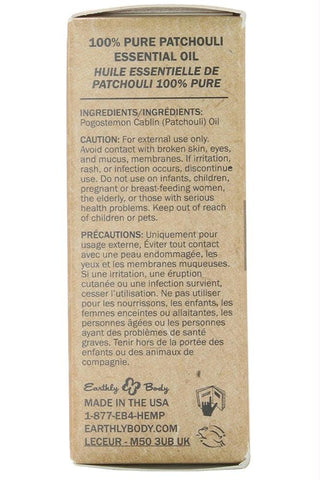 100% PURE PATCHOULI
ESSENTIAL OIL
HUILE ESSENTIELLE DE
PATCHOULI 100% PURE
INGREDIENTS/INGRÉDIENTS:
Pogostemon Cablin (Patchouli) Oil
CAUTION: For external use only.
Avoid contact with broken skin, eyes,
and mucus, membranes. If irritation,
rash, or infection occurs, discontinue
use. Do not use on infants, children,
pregnant or breast-feeding women,
the elderly, or those with serious
health problems. Keep out of reach
of children or pets.
PRÉCAUTIONS: Uniquement pour
usage externe, Éviter tout contact
avec une peau endommagée, les
yeux et les membranes muqueuses.
Si une irritation, une éruption
cutanée ou une infection survient,
cesser l'utilisation. Ne pas utiliser
pour les nourrissons, les enfants, les
femmes enceintes ou allaitantes, les
personnes âgées ou les personnes
ayant des problèmes de santé
graves. Tenir hors de la portée des
enfants ou des animaux de
compagnie.
Earthly Body
MADE IN THE USA
1-877-EB4-HEMP
EARTHLYBODY.COM
LECEUR - M50 3UB UK